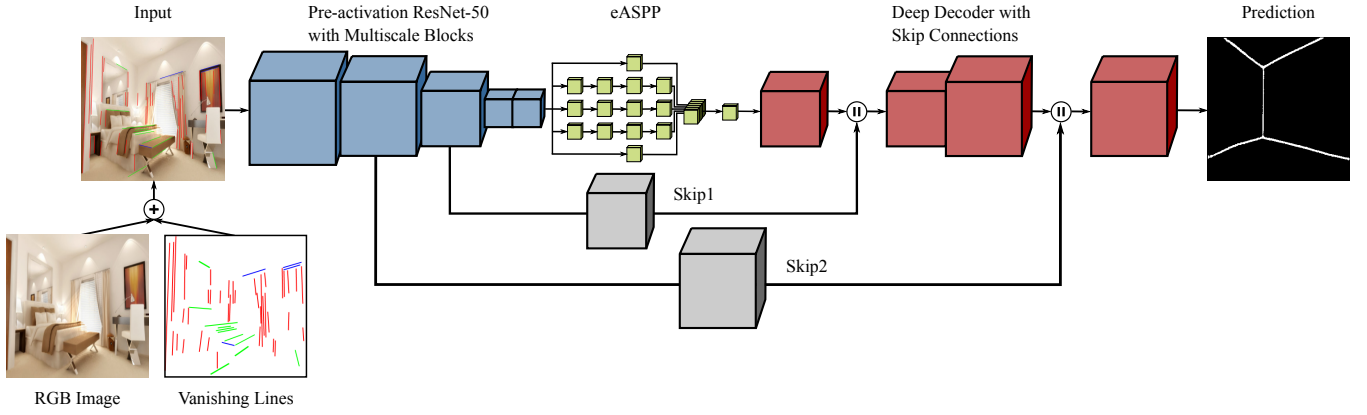 Input
Pre-activation ResNet-50
with Multiscale Blocks
eASPP
Deep Decoder with
Skip Connections
Prediction
Skip1
Skip2
RGB Image
Vanishing Lines